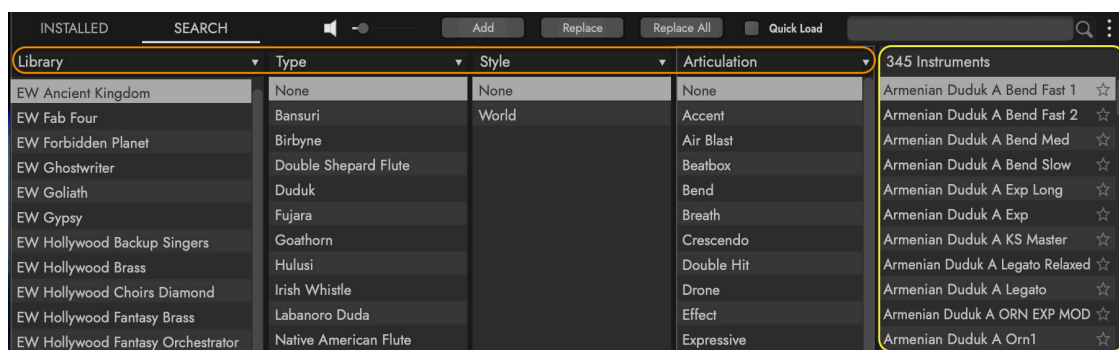 INSTALLED SEARCH Add Replace Replace All Quick Load
Library Type Style Articulation 345 Instruments
EW Ancient Kingdom None None None Armenian Duduk A Bend Fast 1
EW Fab Four Bansuri World Accent Armenian Duduk A Bend Fast 2
EW Forbidden Planet Birbyne Air Blast Armenian Duduk A Bend Med
EW Ghostwriter Double Shepard Flute Beatbox Armenian Duduk A Bend Slow
EW Goliath Duduk Bend Armenian Duduk A Exp Long
EW Gypsy Fujara Breath Armenian Duduk A Exp
EW Hollywood Backup Singers Goathorn Crescendo Armenian Duduk A KS Master
EW Hollywood Brass Hulusi Double Hit Armenian Duduk A Legato Relaxed
EW Hollywood Choirs Diamond Irish Whistle Drone Armenian Duduk A Legato
EW Hollywood Fantasy Brass Labanoro Duda Effect Armenian Duduk A ORN EXP MOD
EW Hollywood Fantasy Orchestrator Native American Flute Expressive Armenian Duduk A Orn1